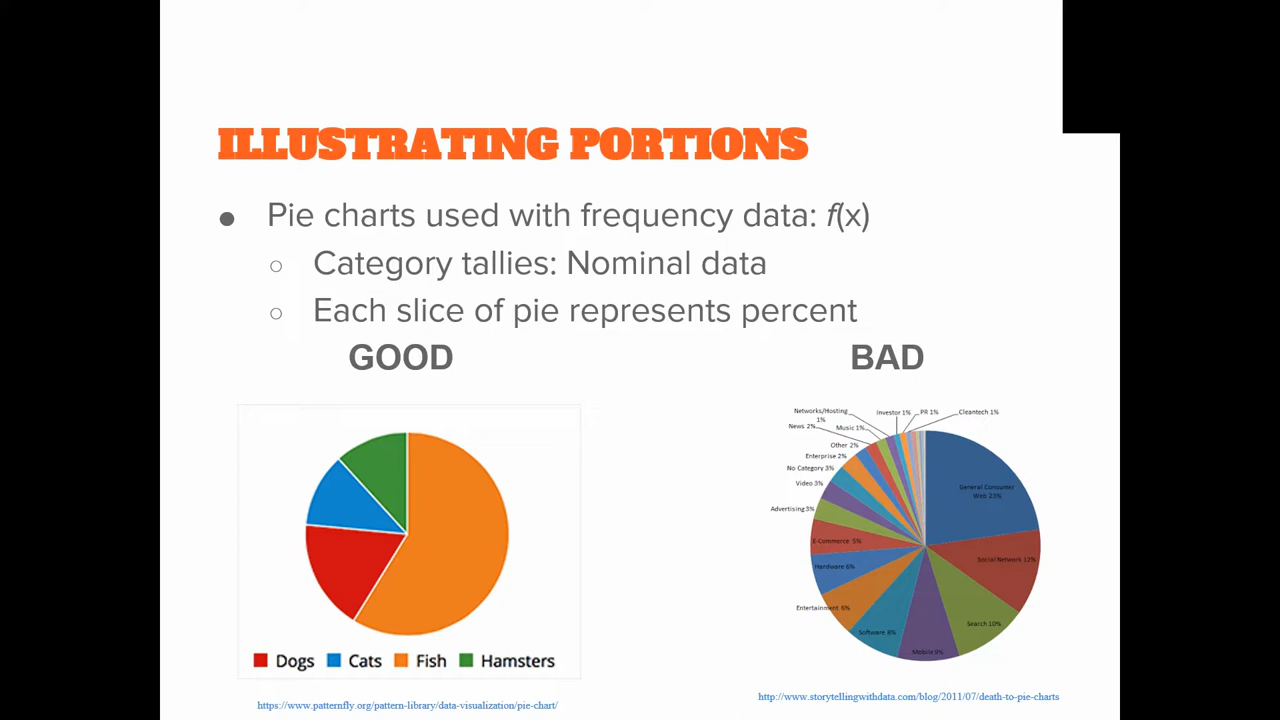 ILLUSTRATING PORTIONS
● Pie charts used with frequency data: f(x)
○ Category tallies: Nominal data
○ Each slice of pie represents percent
GOOD
BAD
Dogs Cats Fish Hamsters
https://www.patternfly.org/pattern-library/data-visualization/pie-chart/
Networks/Hosting
1%
Investor 1%
PR 1%
Cleantech 1%
News 2%
Music 1%
Other 2%
Enterprise 2%
No Category 3%
Video 3%
Advertising 3%
E-Commerce 5%
Hardware 6%
Entertainment 6%
Software 8%
Mobile 9%
Search 10%
Social Network 12%
General Consumer
Web 23%
http://www.storytellingwithdata.com/blog/2011/07/death-to-pie-charts